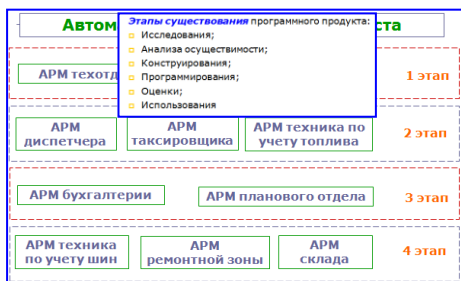 Автом
ста
Этапы существования программного продукта:
Исследования;
Анализа осуществимости;
Конструирования;
Программирования;
Оценки;
Использования
АРМ техотд
1 этап
АРМ диспетчера
АРМ таксировщика
АРМ техника по учету топлива
2 этап
АРМ бухгалтерии
АРМ планового отдела
3 этап
АРМ техника по учету шин
АРМ ремонтной зоны
АРМ склада
4 этап